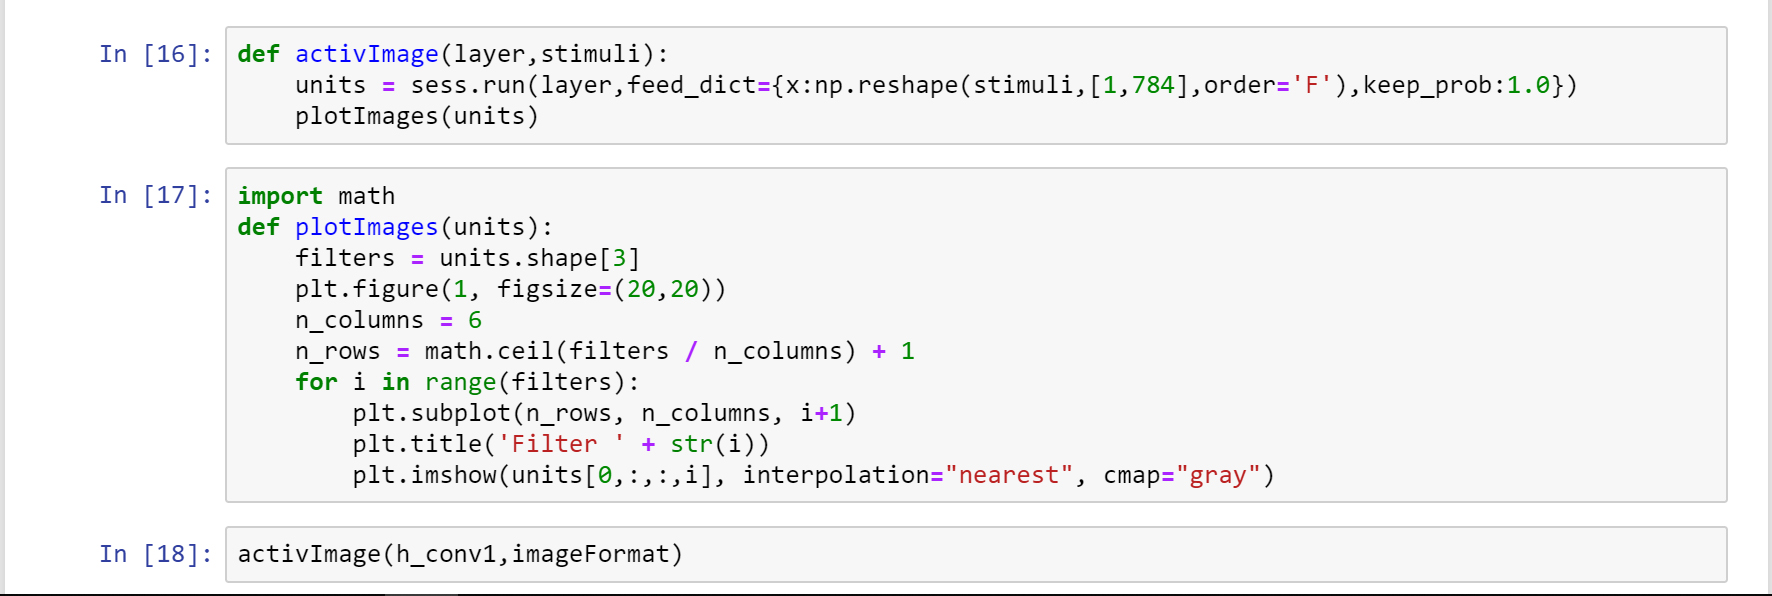 In [16]: def activImage(layer,stimuli):
    units = sess.run(layer,feed_dict={x:np.reshape(stimuli,[1,784],order='F'),keep_prob:1.0})
    plotImages(units)
In [17]: import math
def plotImages(units):
    filters = units.shape[3]
    plt.figure(1, figsize=(20,20))
    n_columns = 6
    n_rows = math.ceil(filters / n_columns) + 1
    for i in range(filters):
        plt.subplot(n_rows, n_columns, i+1)
        plt.title('Filter ' + str(i))
        plt.imshow(units[0,:,:,i], interpolation="nearest", cmap="gray")
In [18]: activImage(h_conv1,imageFormat)